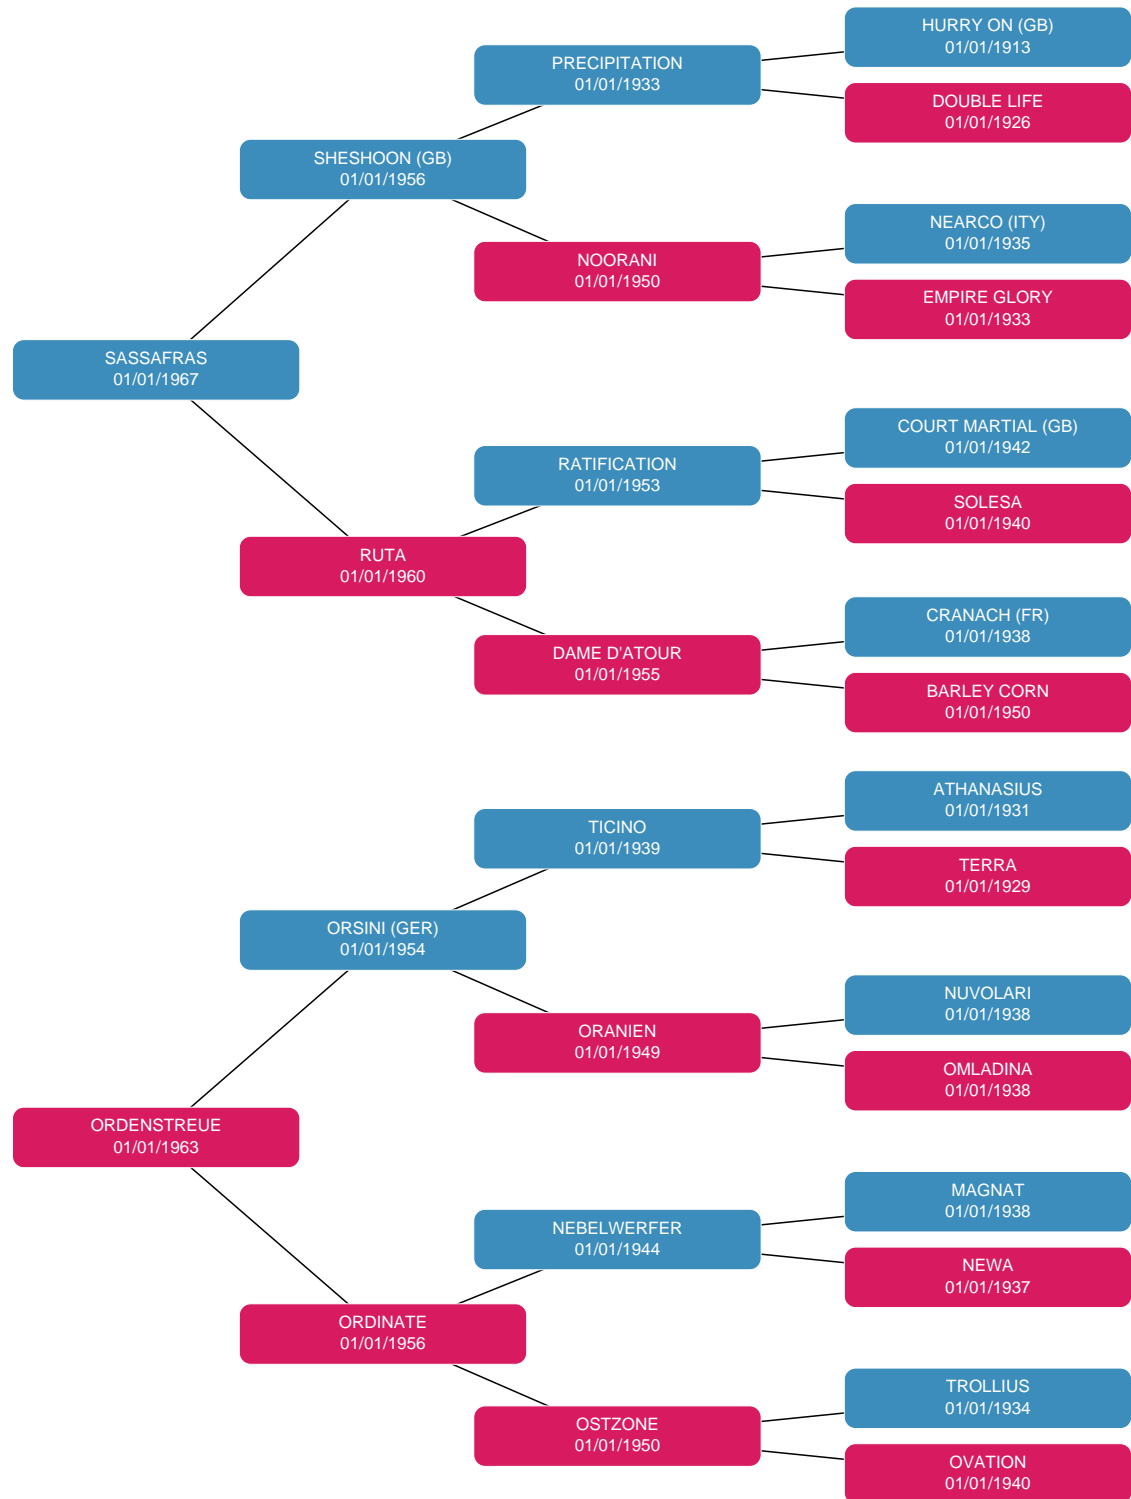 HURRY ON (GB)
01/01/1913
PRECIPITATION
01/01/1933
DOUBLE LIFE
01/01/1926
SHESHOON (GB)
01/01/1956
NEARCO (ITY)
01/01/1935
NOORANI
01/01/1950
EMPIRE GLORY
01/01/1933
SASSAFRAS
01/01/1967
COURT MARTIAL (GB)
01/01/1942
RATIFICATION
01/01/1953
SOLESA
01/01/1940
RUTA
01/01/1960
CRANACH (FR)
01/01/1938
DAME D'ATOUR
01/01/1955
BARLEY CORN
01/01/1950
ATHANASIUS
01/01/1931
TICINO
01/01/1939
TERRA
01/01/1929
ORSINI (GER)
01/01/1954
NUVOLARI
01/01/1938
ORANIEN
01/01/1949
OMLADINA
01/01/1938
ORDENSTREUE
01/01/1963
MAGNAT
01/01/1938
NEBELWERFER
01/01/1944
NEWA
01/01/1937
ORDINATE
01/01/1956
TROLLIUS
01/01/1934
OSTZONE
01/01/1950
OVATION
01/01/1940